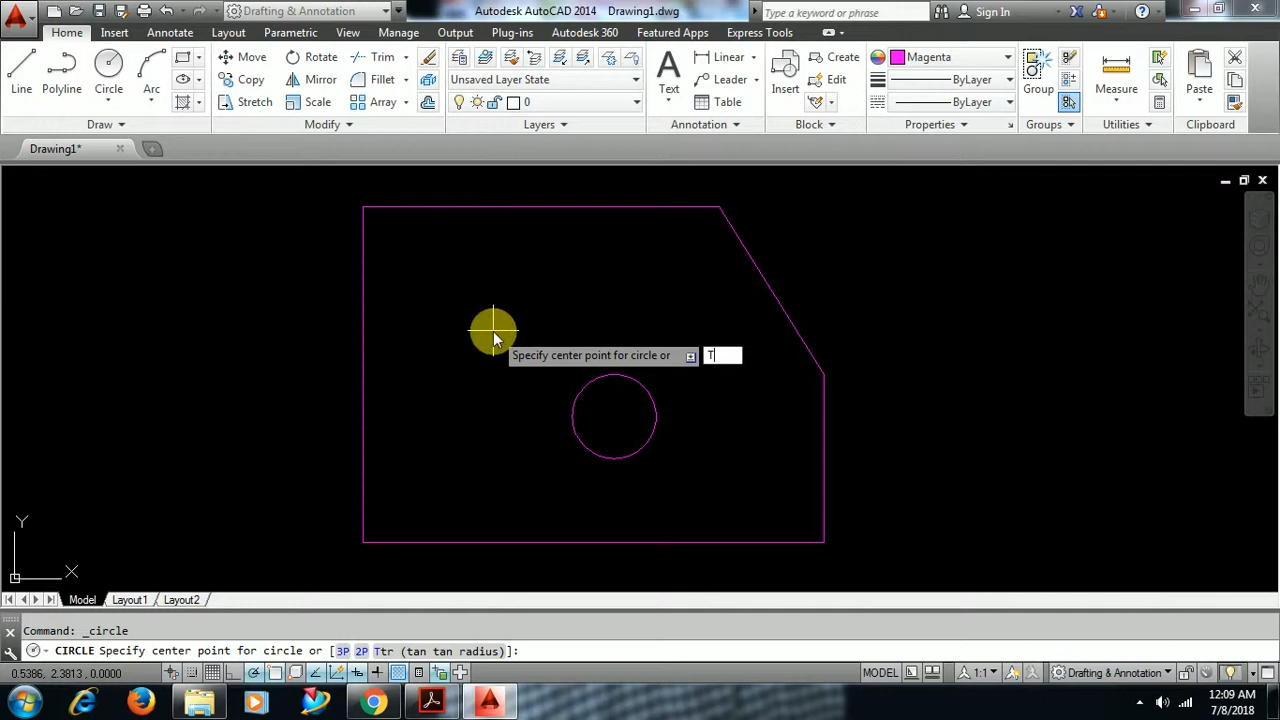 Drafting & Annotation
Autodesk AutoCAD 2014 Drawing1.dwg
Type a keyword or phrase
Sign In
Home Insert Annotate Layout Parametric View Manage Output Plug-ins Autodesk 360 Featured Apps Express Tools
Line Polyline Circle Arc
Move Rotate Trim
Copy Mirror Fillet
Stretch Scale Array
Unsaved Layer State
0
Text
Linear
Leader
Table
Insert
Create
Edit
Magenta
ByLayer
ByLayer
Group
Measure
Paste
Draw Modify Layers Annotation Block Properties Groups Utilities Clipboard
Drawing1*
Specify center point for circle or T
Y
X
Model Layout1 Layout2
Command: _circle
CIRCLE Specify center point for circle or [3P 2P Ttr (tan tan radius)]:
0.5386, 2.3813, 0.0000
MODEL
1:1
Drafting & Annotation
12:09 AM
7/8/2018